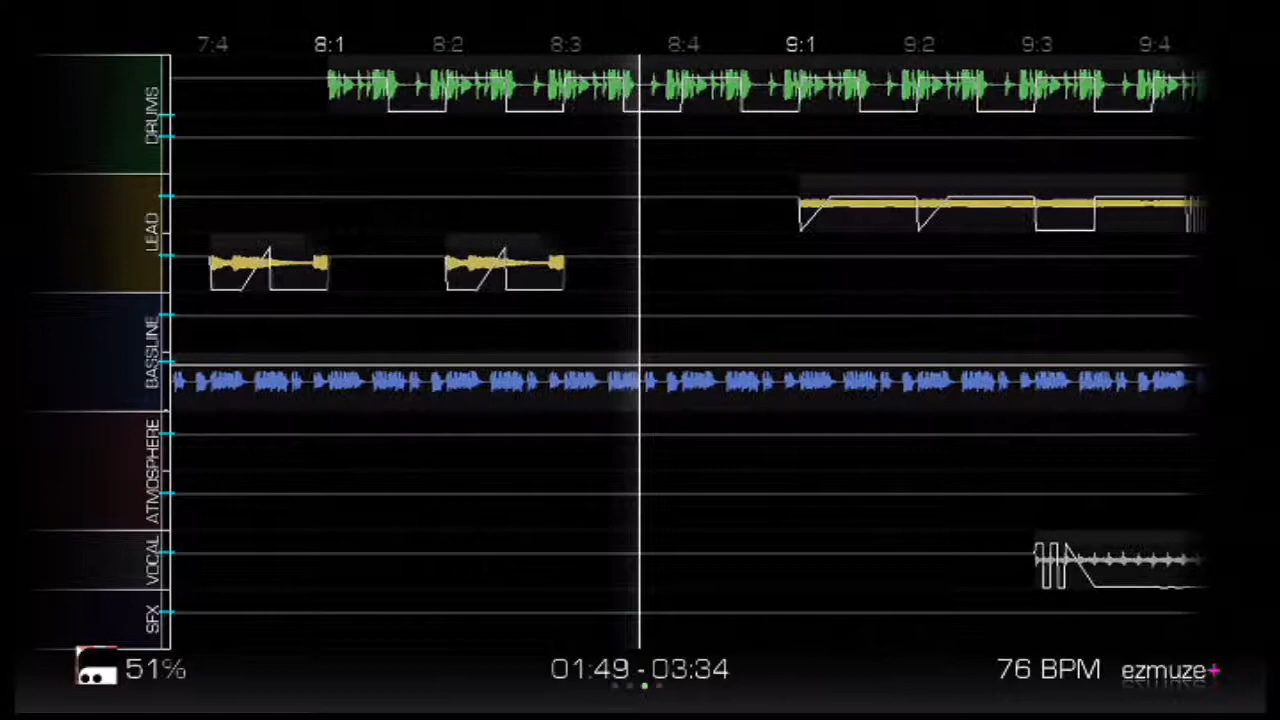 7:4 8:1 8:2 8:3 8:4 9:1 9:2 9:3 9:4
DRUMS
LEAD
BASSLINE
ATMOSPHERE
VOCAL
SFX
51% 01:49 - 03:34 76 BPM ezmuze+